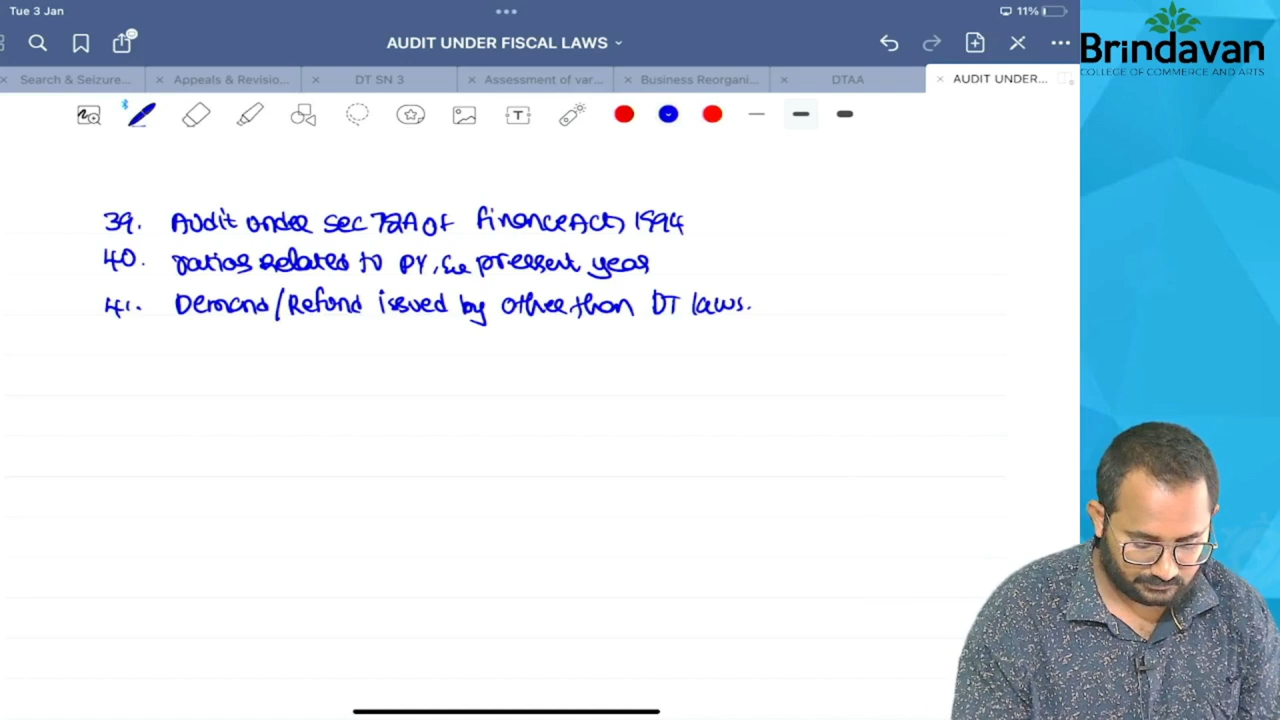 Tue 3 Jan
11%
AUDIT UNDER FISCAL LAWS
Search & Seizure...
Appeals & Revisio...
DT SN 3
Assessment of var...
Business Reorgani...
DTAA
AUDIT UNDER...
T
Brindavan
COLLEGE OF COMMERCE AND ARTS
39. Audit under sec 72A of Finance Act, 1994
40. ratios related to PY, present year
41. Demand/Refund issued by other than DT laws.